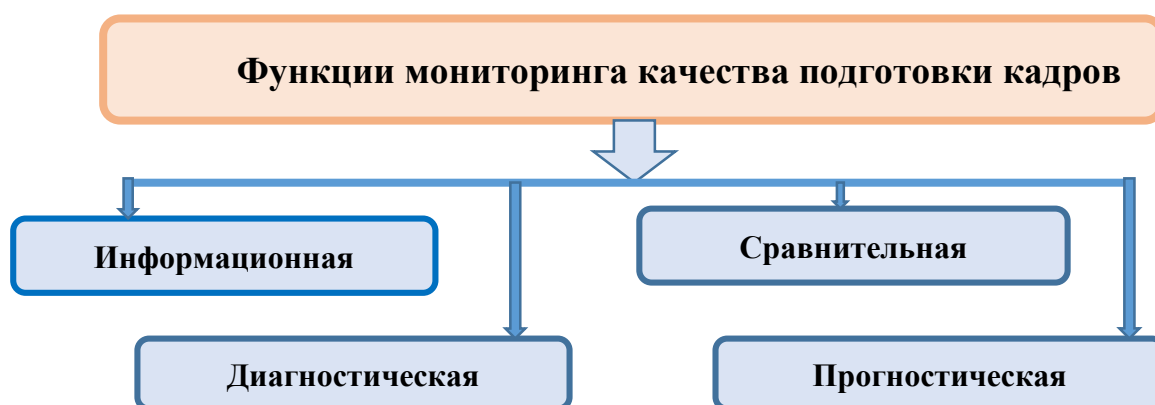 Функции мониторинга качества подготовки кадров
Информационная
Сравнительная
Диагностическая
Прогностическая